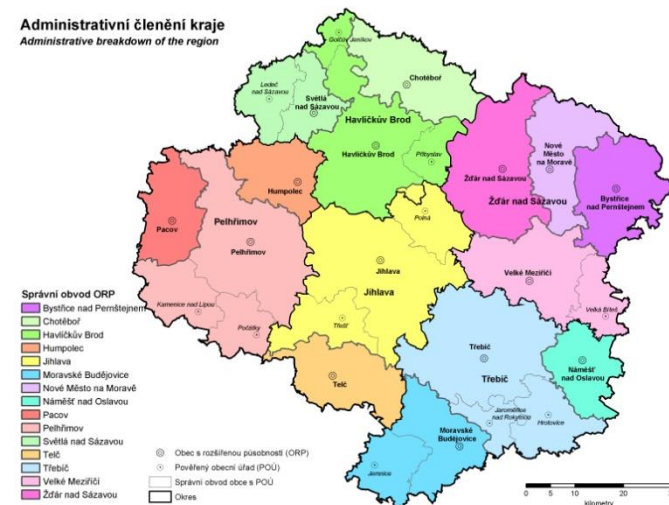 Administrativní členění kraje
Administrative breakdown of the region
Golčův Jeníkov
Chotěboř
Ledeč
nad Sázavou
Světlá
nad Sázavou
Havlíčkův Brod
Havlíčkův Brod
Přibyslav
Nové
Město
na Moravě
Žďár nad Sázavou
Žďár nad Sázavou
Bystřice
nad Pernštejnem
Humpolec
Pacov
Pelhřimov
Pelhřimov
Polná
Jihlava
Jihlava
Velké Meziříčí
Velká Bíteš
Kamenice nad Lipou
Počátky
Třešť
Telč
Třebíč
Třebíč
Náměšť
nad Oslavou
Jaroměřice
nad Rokytnou
Hrotovice
Moravské
Budějovice
Jemnice
Správní obvod ORP
Bystřice nad Pernštejnem
Chotěboř
Havlíčkův Brod
Humpolec
Jihlava
Moravské Budějovice
Nové Město na Moravě
Náměšť nad Oslavou
Pacov
Pelhřimov
Světlá nad Sázavou
Telč
Třebíč
Velké Meziříčí
Žďár nad Sázavou
Obec s rozšířenou působností (ORP)
Pověřený obecní úřad (POÚ)
Správní obvod obce s POÚ
Okres
0 5 10 20
kilometry